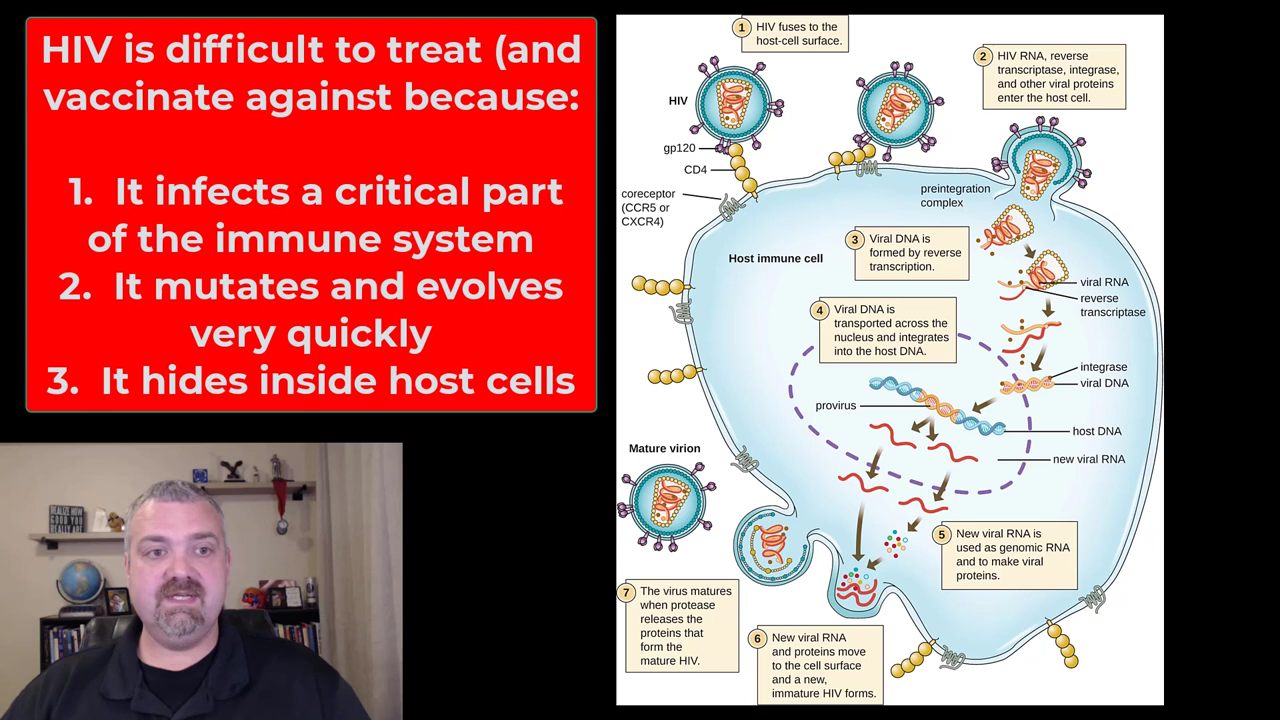 HIV is difficult to treat (and
vaccinate against because:
1. It infects a critical part
of the immune system
2. It mutates and evolves
very quickly
3. It hides inside host cells
REALIZE HOW
GOOD YOU
REALLY ARE
1 HIV fuses to the
host-cell surface.
2 HIV RNA, reverse
transcriptase, integrase,
and other viral proteins
enter the host cell.
HIV
gp120
CD4
coreceptor
(CCR5 or
CXCR4)
preintegration
complex
Host immune cell
3 Viral DNA is
formed by reverse
transcription.
viral RNA
reverse
transcriptase
4 Viral DNA is
transported across the
nucleus and integrates
into the host DNA.
integrase
viral DNA
provirus
host DNA
new viral RNA
Mature virion
5 New viral RNA is
used as genomic RNA
and to make viral
proteins.
7 The virus matures
when protease
releases the
proteins that
form the
mature HIV.
6 New viral RNA
and proteins move
to the cell surface
and a new,
immature HIV forms.